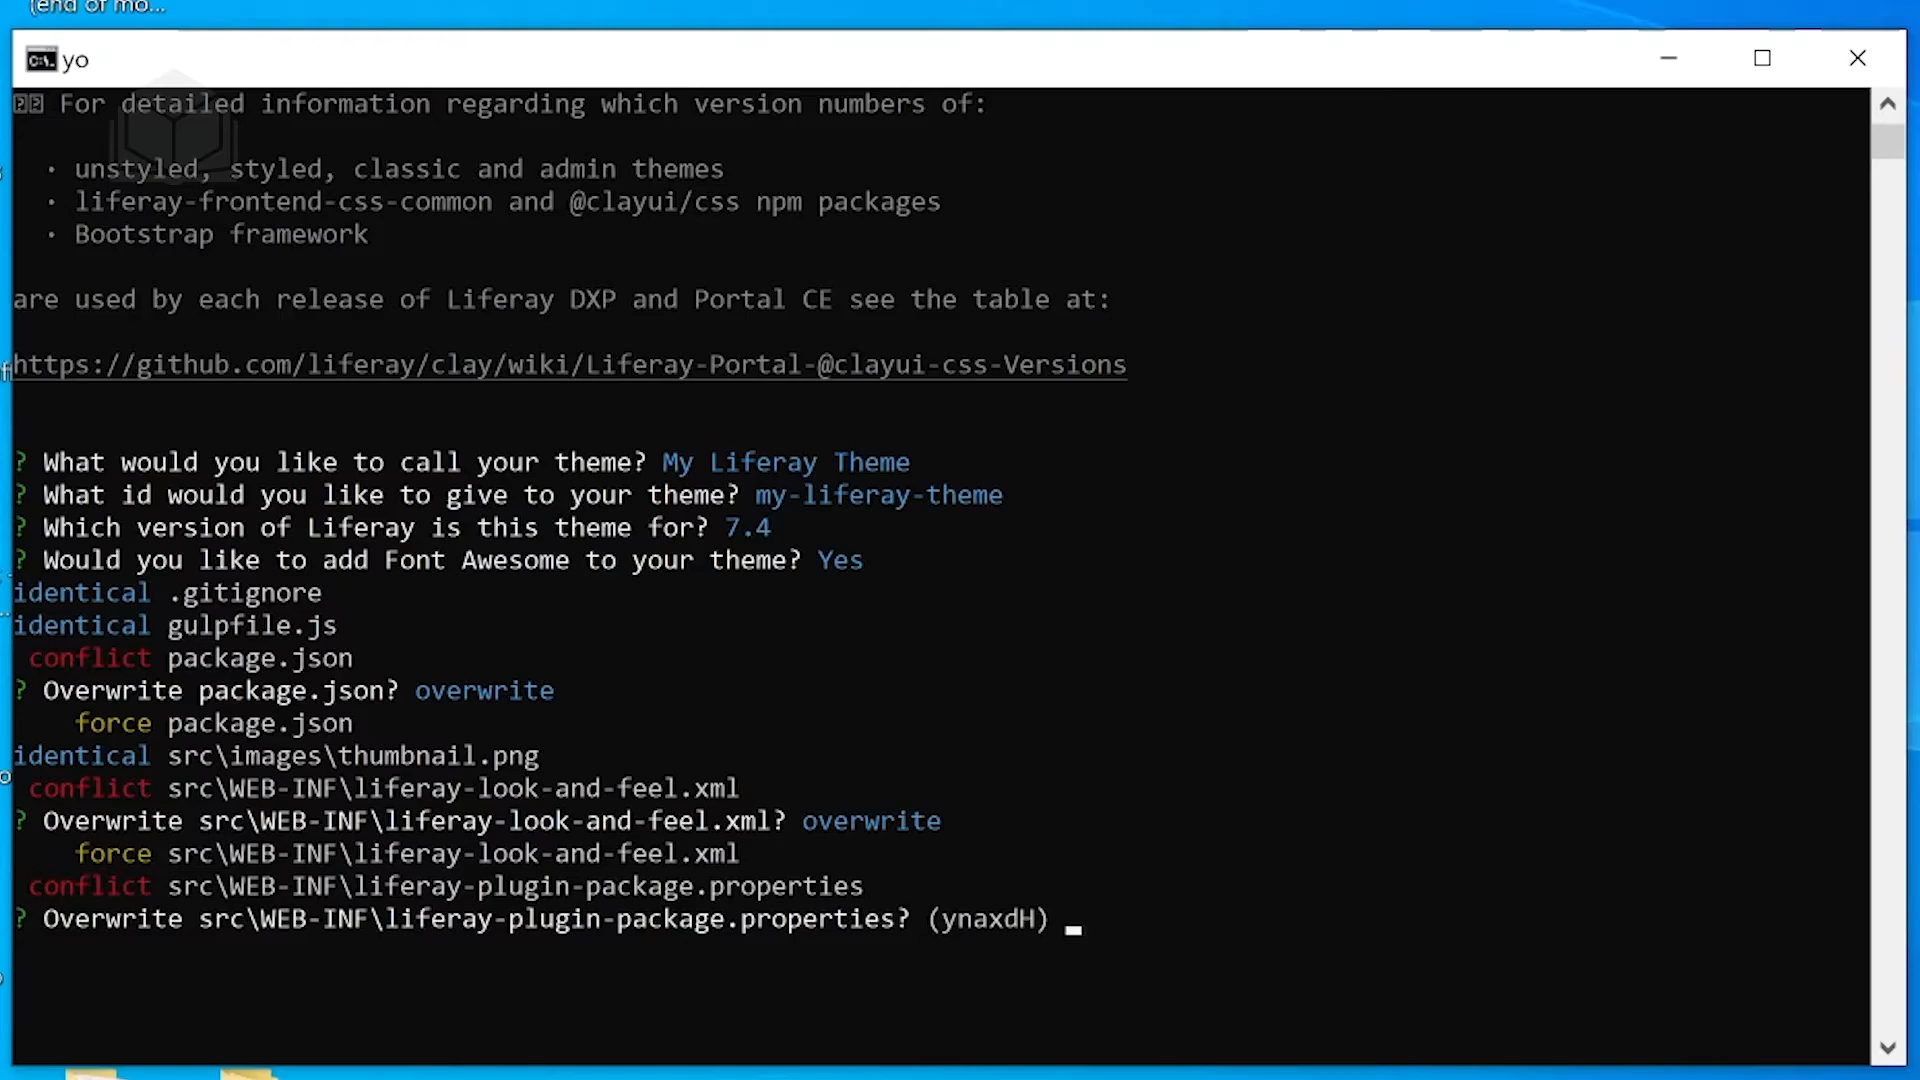 (end of mo...
yo
For detailed information regarding which version numbers of:
· unstyled, styled, classic and admin themes
· liferay-frontend-css-common and @clayui/css npm packages
· Bootstrap framework
are used by each release of Liferay DXP and Portal CE see the table at:
https://github.com/liferay/clay/wiki/Liferay-Portal-@clayui-css-Versions
? What would you like to call your theme? My Liferay Theme
? What id would you like to give to your theme? my-liferay-theme
? Which version of Liferay is this theme for? 7.4
? Would you like to add Font Awesome to your theme? Yes
identical .gitignore
identical gulpfile.js
conflict package.json
? Overwrite package.json? overwrite
force package.json
identical src\images\thumbnail.png
conflict src\WEB-INF\liferay-look-and-feel.xml
? Overwrite src\WEB-INF\liferay-look-and-feel.xml? overwrite
force src\WEB-INF\liferay-look-and-feel.xml
conflict src\WEB-INF\liferay-plugin-package.properties
? Overwrite src\WEB-INF\liferay-plugin-package.properties? (ynaxdH)